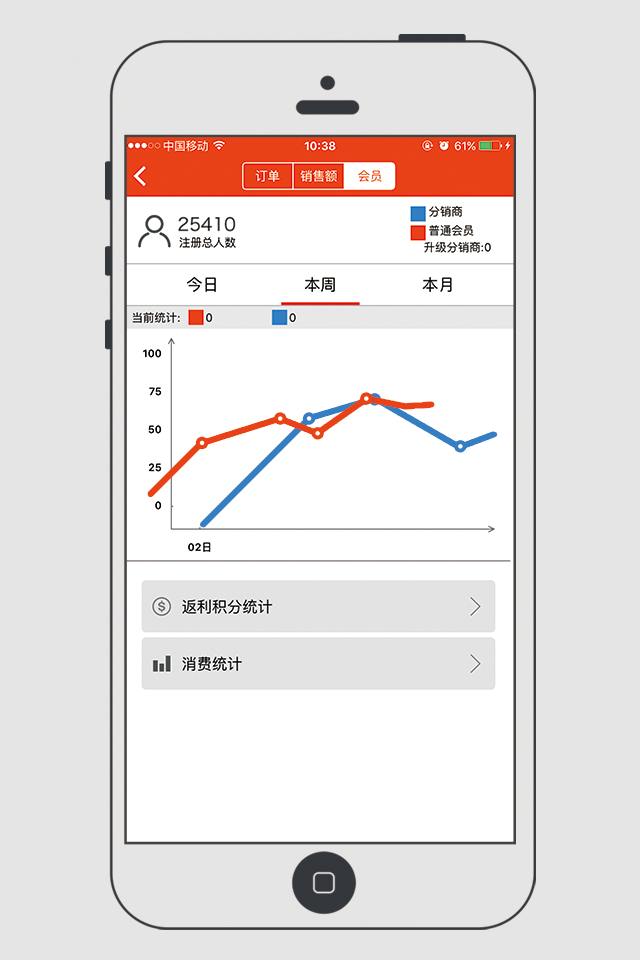 中国移动 10:38 61%
订单 销售额 会员
25410
注册总人数
分销商
普通会员
升级分销商:0
今日 本周 本月
当前统计: 0 0
100
75
50
25
0
02日
返利积分统计
消费统计